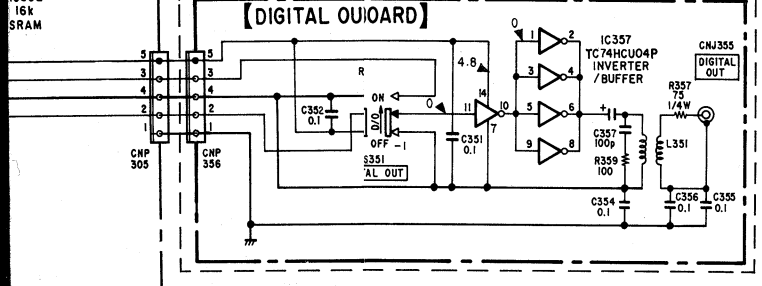 16k
SRAM
【DIGITAL OUIOARD】
5
3
4
2
1
CNP
305
5
3
4
2
1
CNP
356
R
ON
C352
0.1
D/O
OFF -1
S351
TAL OUT
4.8
0
11
14
10
7
C351
0.1
0
1
2
3
4
5
6
9
8
IC357
TC74HCU04P
INVERTER
/BUFFER
+
C357
100p
R359
100
C354
0.1
L351
R357
75
1/4W
CNJ355
DIGITAL
OUT
C356
0.1
C355
0.1